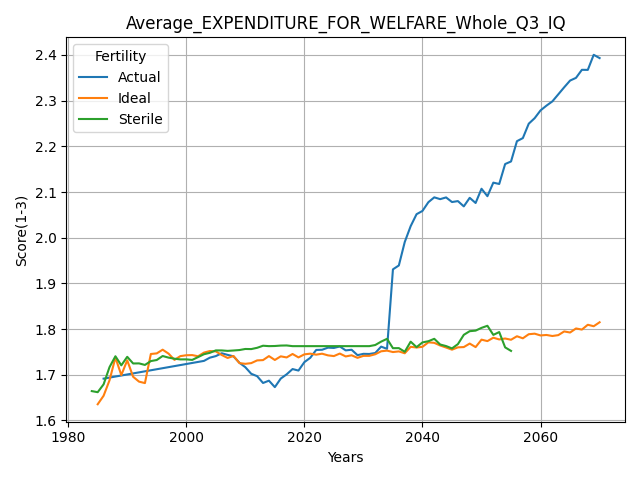 Average_EXPENDITURE_FOR_WELFARE_Whole_Q3_IQ
Fertility
Actual
Ideal
Sterile
Score(1-3)
2.4
2.3
2.2
2.1
2.0
1.9
1.8
1.7
1.6
1980 2000 2020 2040 2060
Years